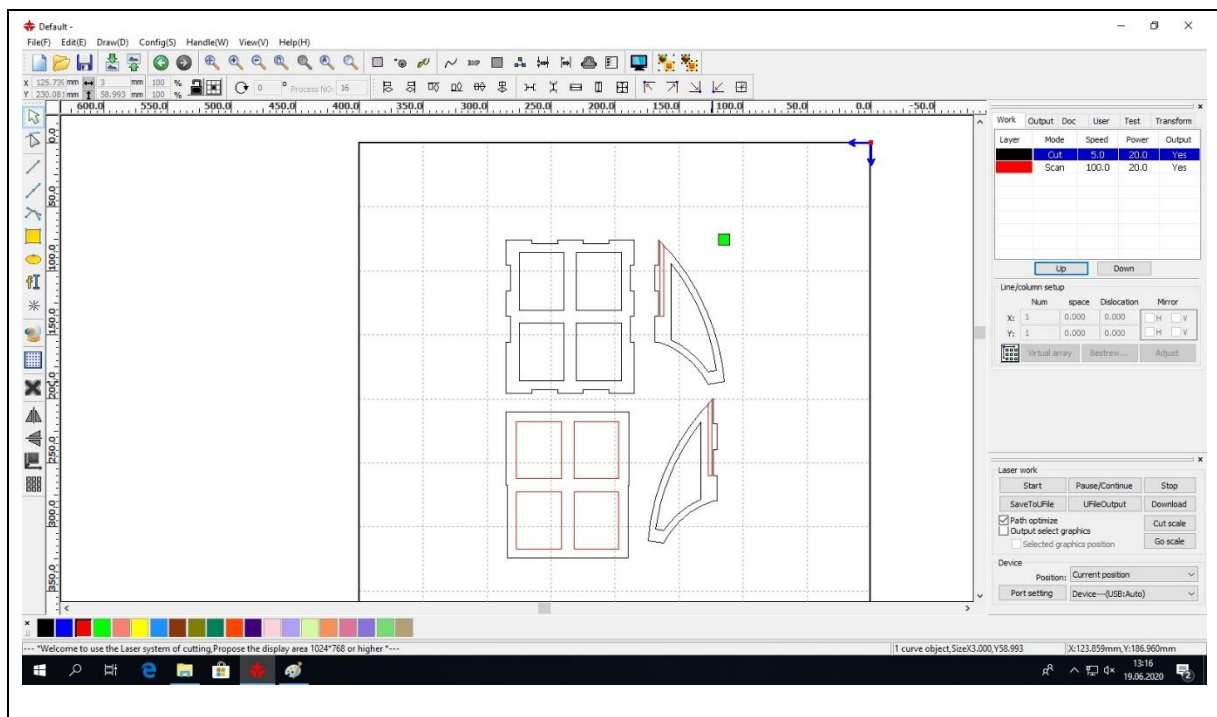 Default -
File(F) Edit(E) Draw(D) Config(S) Handle(W) View(V) Help(H)
BMP
X 125.735 mm 3 mm 100 %
Y 230.081 mm 58.993 mm 100 %
0 ° Process NO: 16
600.0 550.0 500.0 450.0 400.0 350.0 300.0 250.0 200.0 150.0 100.0 50.0 0.0 -50.0
0.0
50.0
100.0
150.0
200.0
250.0
300.0
350.0
Work Output Doc User Test Transform
Layer Mode Speed Power Output
Cut 5.0 20.0 Yes
Scan 100.0 20.0 Yes
Up Down
Line/column setup
Num space Dislocation Mirror
X: 1 0.000 0.000 H V
Y: 1 0.000 0.000 H V
Virtual array Bestrew... Adjust
Laser work
Start Pause/Continue Stop
SaveToUFile UFileOutput Download
Path optimize
Output select graphics
Selected graphics position
Cut scale
Go scale
Device
Position: Current position
Port setting Device---(USB:Auto)
--- *Welcome to use the Laser system of cutting,Propose the display area 1024*768 or higher *---
1 curve object,SizeX3.000,Y58.993 X:123.859mm,Y:186.960mm
13:16
19.06.2020
2